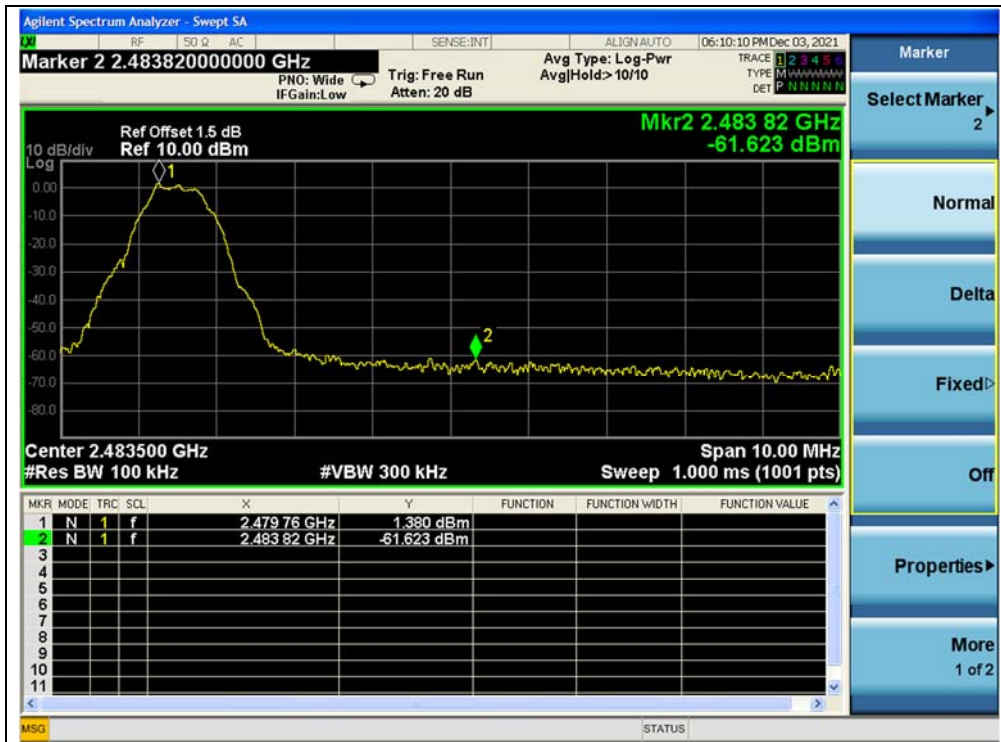 Agilent Spectrum Analyzer - Swept SA
LXI RF 50 Ω AC SENSE:INT ALIGN AUTO 06:10:10 PM Dec 03, 2021
Marker 2 2.483820000000 GHz
PNO: Wide
IFGain:Low
Trig: Free Run
Atten: 20 dB
Avg Type: Log-Pwr
Avg|Hold:> 10/10
TRACE 1 2 3 4 5 6
TYPE M WWWWW
DET P N N N N N
Mkr2 2.483 82 GHz
-61.623 dBm
Ref Offset 1.5 dB
10 dB/div Ref 10.00 dBm
Log
1
0.00
-10.0
-20.0
-30.0
-40.0
-50.0
2
-60.0
-70.0
-80.0
Center 2.483500 GHz Span 10.00 MHz
#Res BW 100 kHz #VBW 300 kHz Sweep 1.000 ms (1001 pts)
MKR MODE TRC SCL X Y FUNCTION FUNCTION WIDTH FUNCTION VALUE
1 N 1 f 2.479 76 GHz 1.380 dBm
2 N 1 f 2.483 82 GHz -61.623 dBm
3
4
5
6
7
8
9
10
11
MSG STATUS
Marker
Select Marker
2
Normal
Delta
Fixed
Off
Properties
More
1 of 2